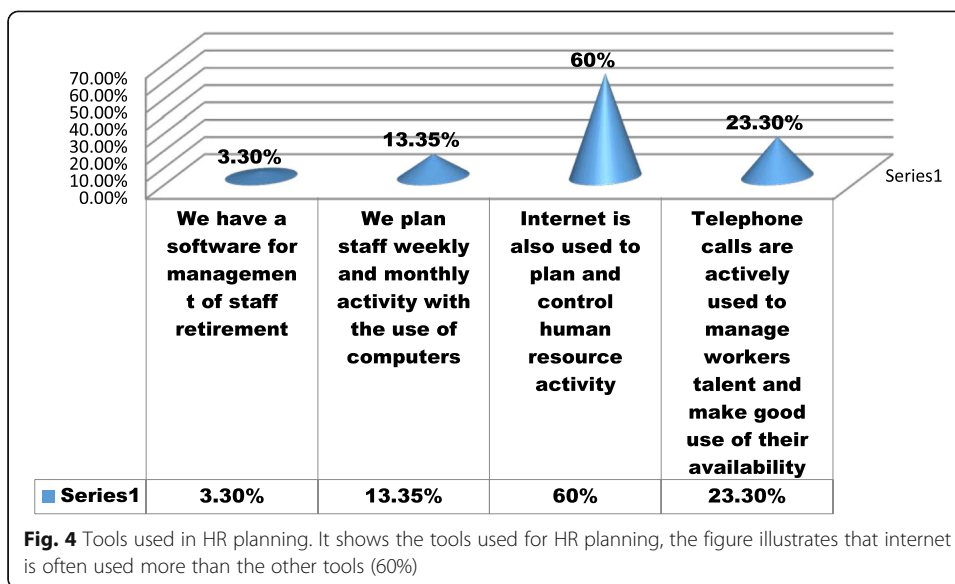 60%
70.00%
60.00%
50.00%
40.00%
30.00%
20.00%
10.00%
0.00%
3.30%
13.35%
23.30%
Series1
We have a
software for
managemen
t of staff
retirement
We plan
staff weekly
and monthly
activity with
the use of
computers
Internet is
also used to
plan and
control
human
resource
activity
Telephone
calls are
actively
used to
manage
workers
talent and
make good
use of their
availability
Series1 3.30% 13.35% 60% 23.30%
Fig. 4 Tools used in HR planning. It shows the tools used for HR planning, the figure illustrates that internet
is often used more than the other tools (60%)